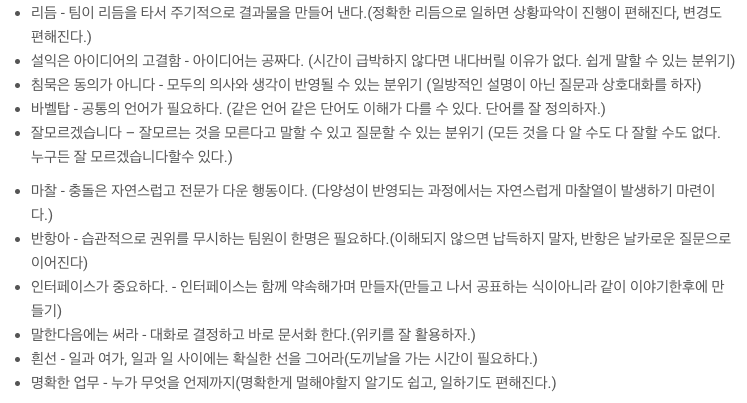 • 리듬 - 팀이 리듬을 타서 주기적으로 결과물을 만들어 낸다.(정확한 리듬으로 일하면 상황파악이 진행이 편해진다, 변경도
편해진다.)
• 설익은 아이디어의 고결함 - 아이디어는 공짜다. (시간이 급박하지 않다면 내다버릴 이유가 없다. 쉽게 말할 수 있는 분위기)
• 침묵은 동의가 아니다 - 모두의 의사와 생각이 반영될 수 있는 분위기 (일방적인 설명이 아닌 질문과 상호대화를 하자)
• 바벨탑 - 공통의 언어가 필요하다. (같은 언어 같은 단어도 이해가 다를 수 있다. 단어를 잘 정의하자.)
• 잘모르겠습니다 – 잘모르는 것을 모른다고 말할 수 있고 질문할 수 있는 분위기 (모든 것을 다 알 수도 다 잘할 수도 없다.
누구든 잘 모르겠습니다할수 있다.)
• 마찰 - 충돌은 자연스럽고 전문가 다운 행동이다. (다양성이 반영되는 과정에서는 자연스럽게 마찰열이 발생하기 마련이
다.)
• 반항아 - 습관적으로 권위를 무시하는 팀원이 한명은 필요하다.(이해되지 않으면 납득하지 말자, 반항은 날카로운 질문으로
이어진다)
• 인터페이스가 중요하다. - 인터페이스는 함께 약속해가며 만들자(만들고 나서 공표하는 식이아니라 같이 이야기한후에 만
들기)
• 말한다음에는 써라 - 대화로 결정하고 바로 문서화 한다.(위키를 잘 활용하자.)
• 흰선 - 일과 여가, 일과 일 사이에는 확실한 선을 그어라(도끼날을 가는 시간이 필요하다.)
• 명확한 업무 - 누가 무엇을 언제까지(명확한게 멀해야할지 알기도 쉽고, 일하기도 편해진다.)